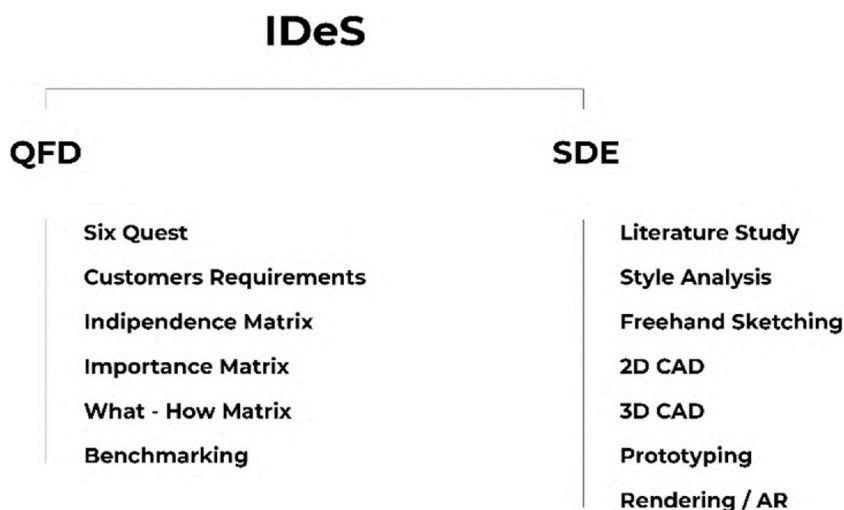 IDeS
QFD
Six Quest
Customers Requirements
Indipendence Matrix
Importance Matrix
What - How Matrix
Benchmarking
SDE
Literature Study
Style Analysis
Freehand Sketching
2D CAD
3D CAD
Prototyping
Rendering / AR